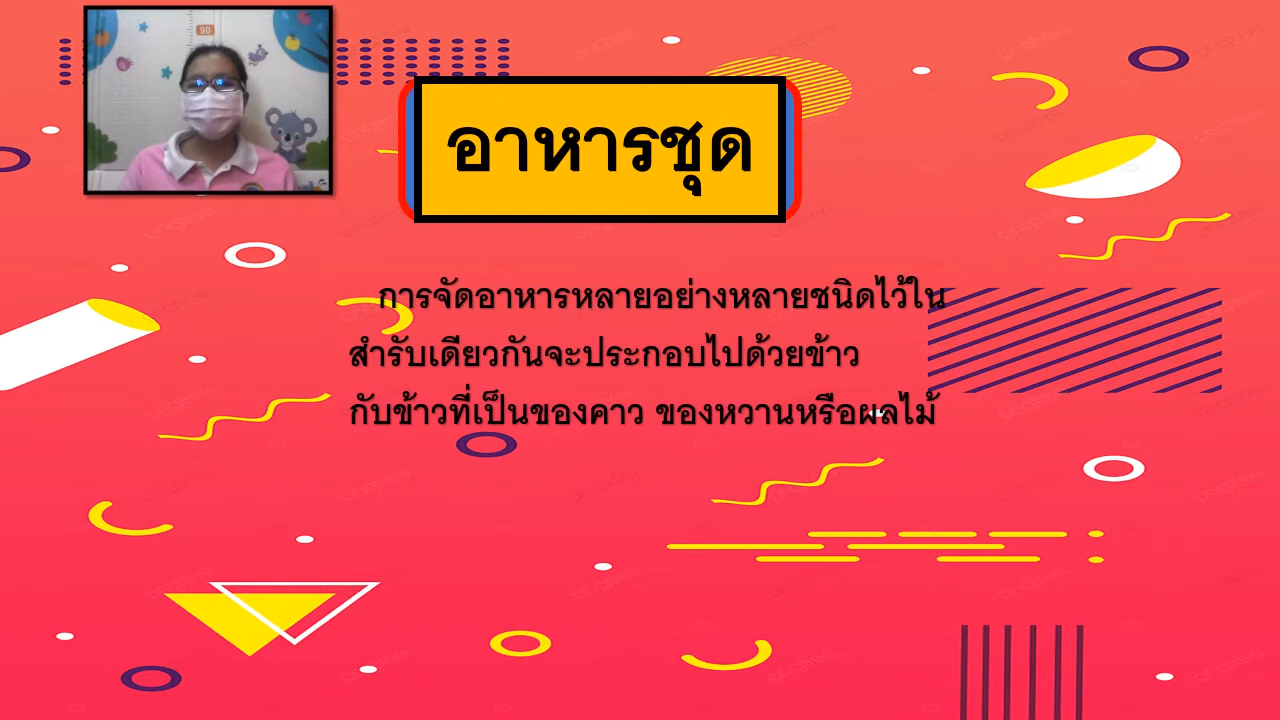 90
อาหารชุด
การจัดอาหารหลายอย่างหลายชนิดไว้ใน
สำรับเดียวกันจะประกอบไปด้วยข้าว
กับข้าวที่เป็นของคาว ของหวานหรือผลไม้